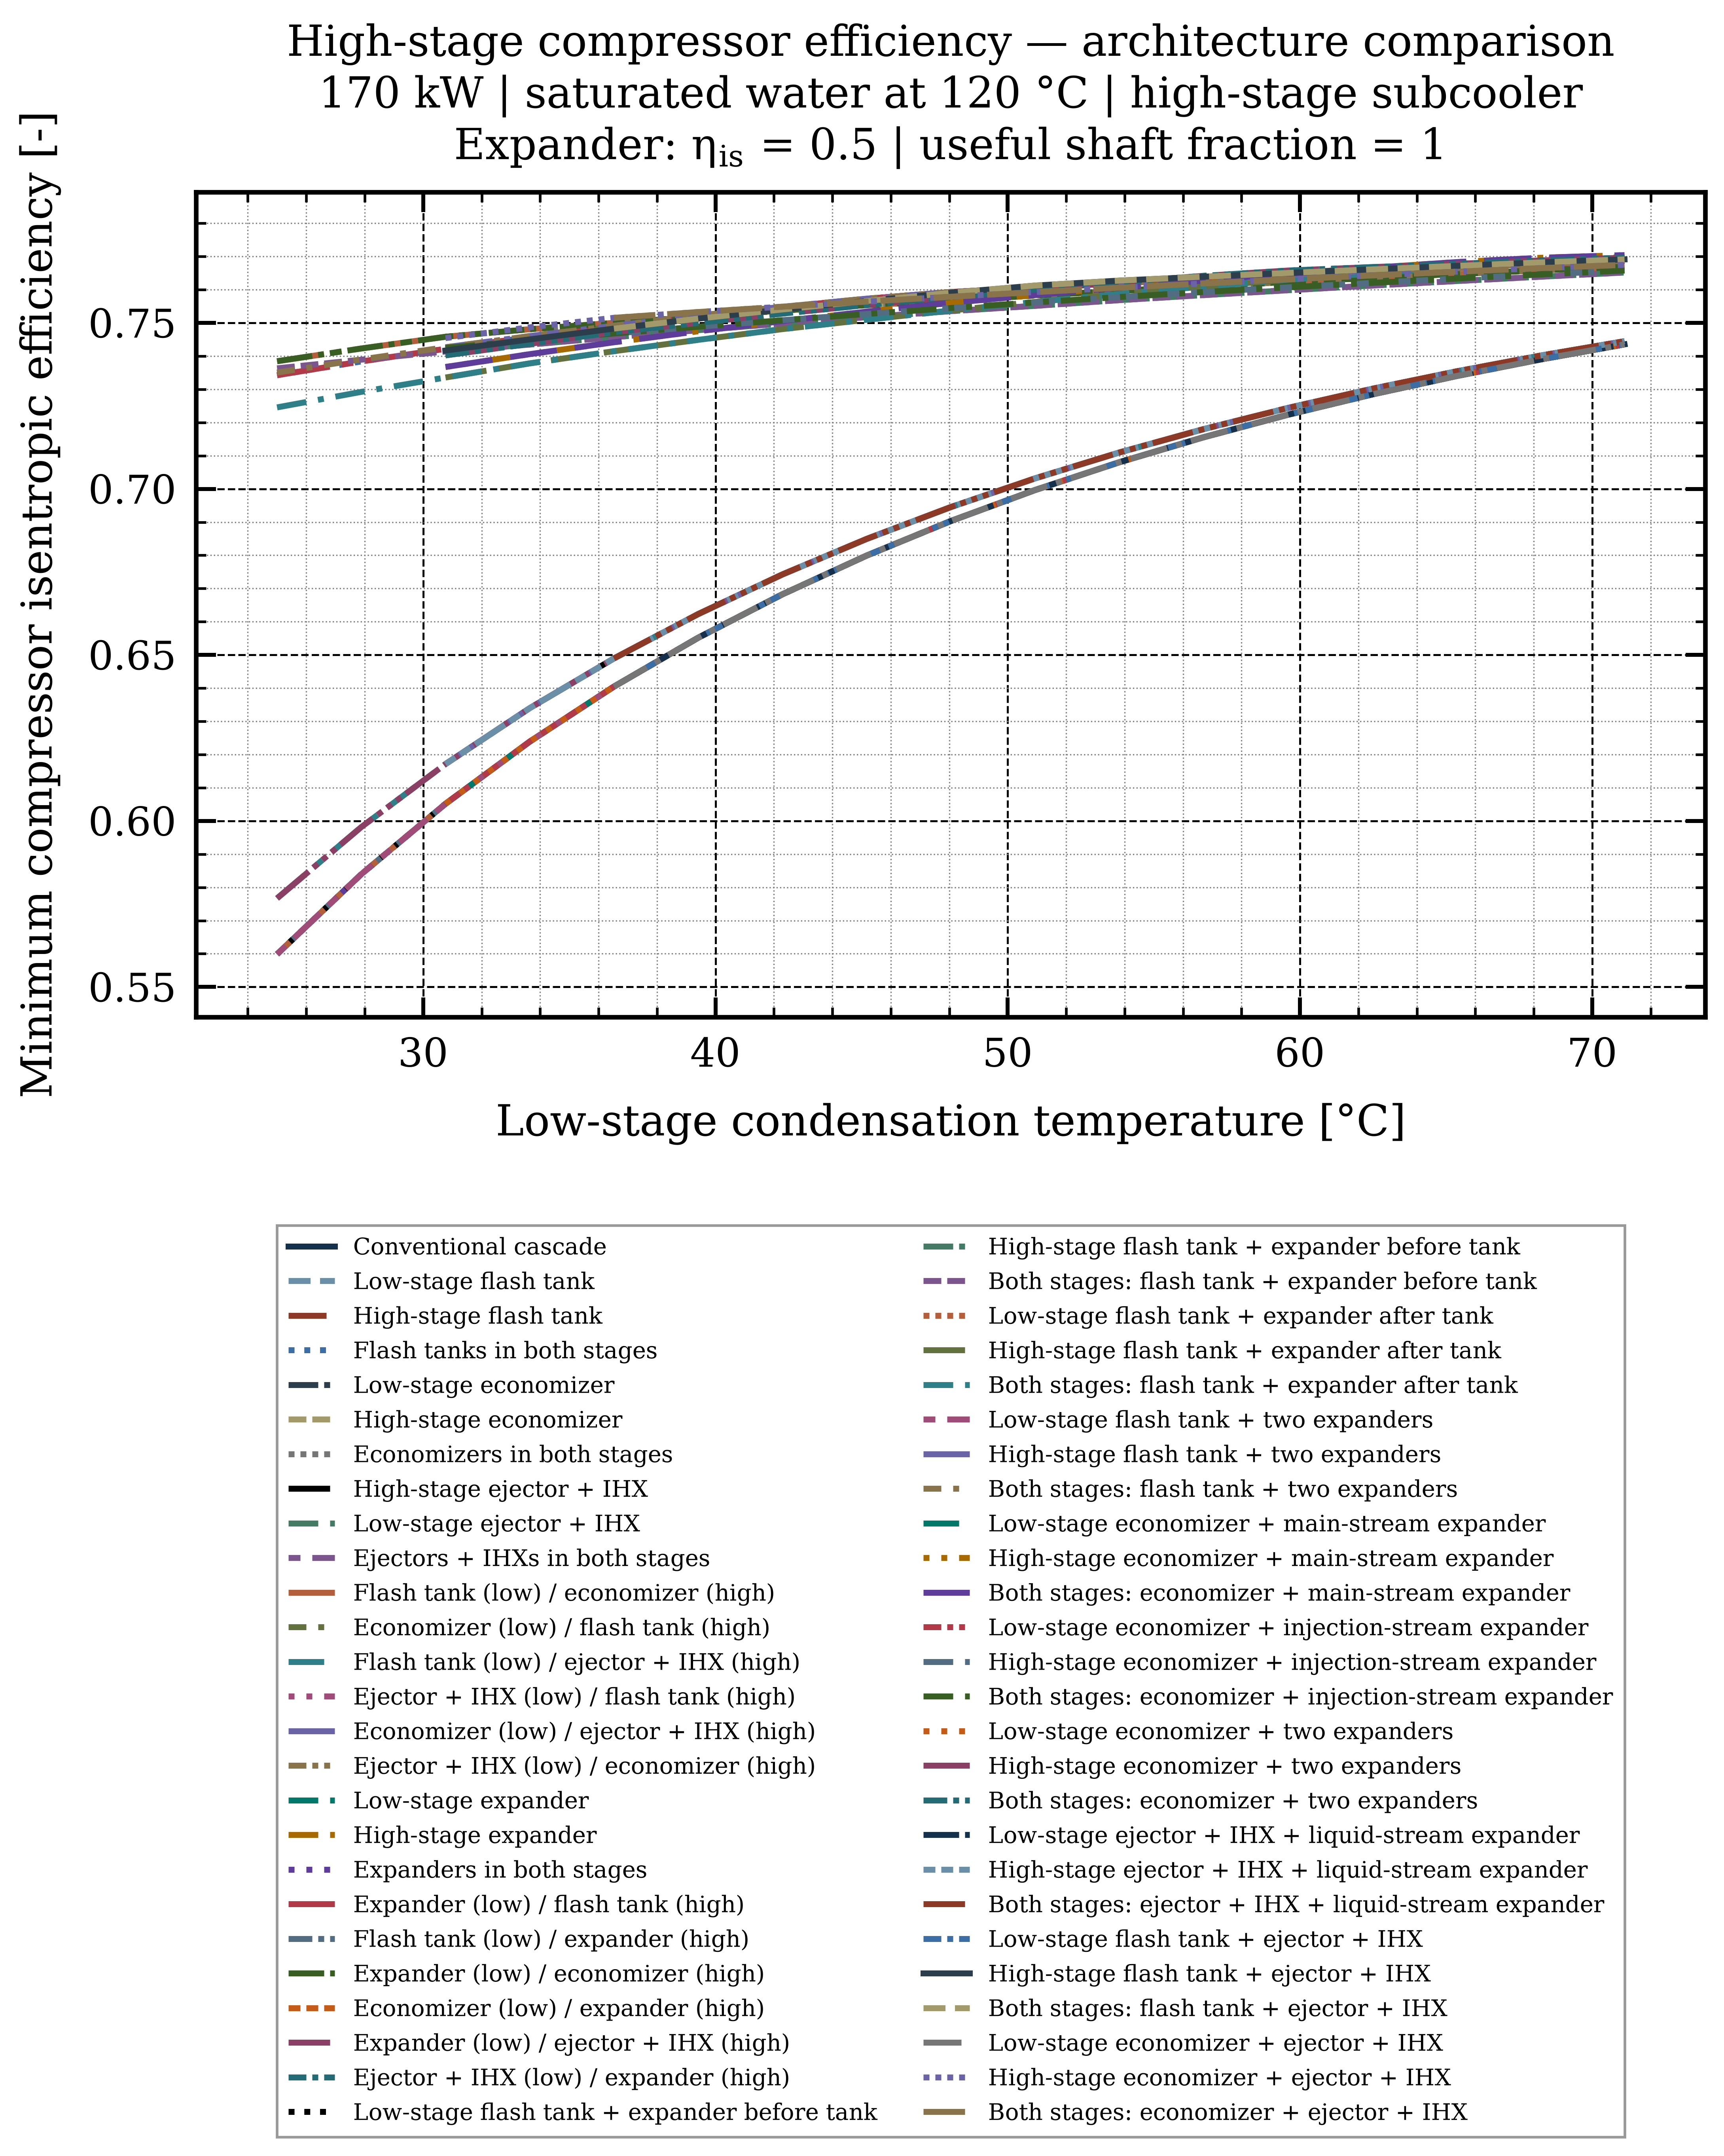 High-stage compressor efficiency — architecture comparison
170 kW | saturated water at 120 °C | high-stage subcooler
Expander: ηis = 0.5 | useful shaft fraction = 1
Minimum compressor isentropic efficiency [-]
0.75
0.70
0.65
0.60
0.55
30 40 50 60 70
Low-stage condensation temperature [°C]
Conventional cascade
Low-stage flash tank
High-stage flash tank
Flash tanks in both stages
Low-stage economizer
High-stage economizer
Economizers in both stages
High-stage ejector + IHX
Low-stage ejector + IHX
Ejectors + IHXs in both stages
Flash tank (low) / economizer (high)
Economizer (low) / flash tank (high)
Flash tank (low) / ejector + IHX (high)
Ejector + IHX (low) / flash tank (high)
Economizer (low) / ejector + IHX (high)
Ejector + IHX (low) / economizer (high)
Low-stage expander
High-stage expander
Expanders in both stages
Expander (low) / flash tank (high)
Flash tank (low) / expander (high)
Expander (low) / economizer (high)
Economizer (low) / expander (high)
Expander (low) / ejector + IHX (high)
Ejector + IHX (low) / expander (high)
Low-stage flash tank + expander before tank
High-stage flash tank + expander before tank
Both stages: flash tank + expander before tank
Low-stage flash tank + expander after tank
High-stage flash tank + expander after tank
Both stages: flash tank + expander after tank
Low-stage flash tank + two expanders
High-stage flash tank + two expanders
Both stages: flash tank + two expanders
Low-stage economizer + main-stream expander
High-stage economizer + main-stream expander
Both stages: economizer + main-stream expander
Low-stage economizer + injection-stream expander
High-stage economizer + injection-stream expander
Both stages: economizer + injection-stream expander
Low-stage economizer + two expanders
High-stage economizer + two expanders
Both stages: economizer + two expanders
Low-stage ejector + IHX + liquid-stream expander
High-stage ejector + IHX + liquid-stream expander
Both stages: ejector + IHX + liquid-stream expander
Low-stage flash tank + ejector + IHX
High-stage flash tank + ejector + IHX
Both stages: flash tank + ejector + IHX
Low-stage economizer + ejector + IHX
High-stage economizer + ejector + IHX
Both stages: economizer + ejector + IHX